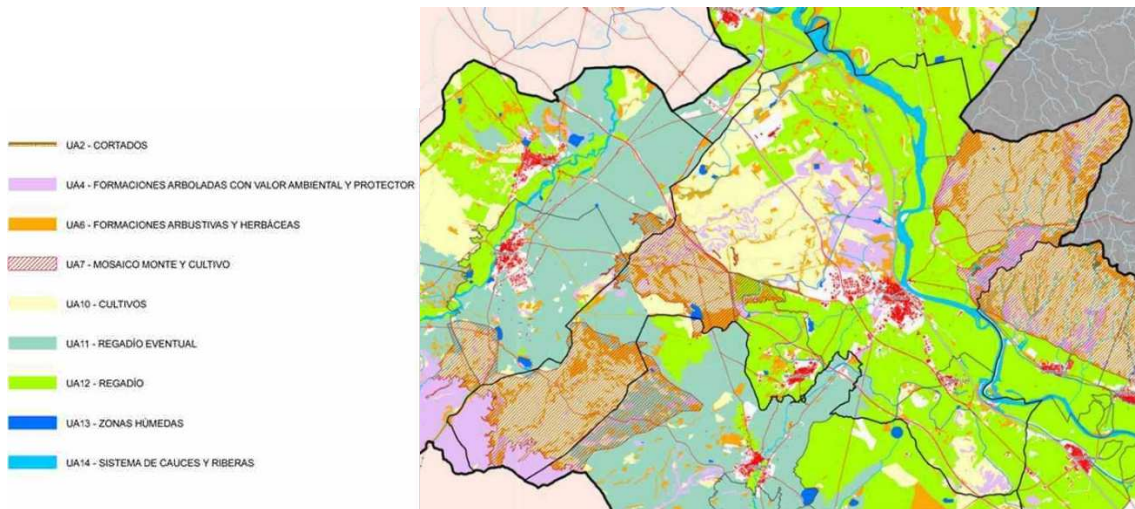 UA2 - CORTADOS
UA4 - FORMACIONES ARBOLADAS CON VALOR AMBIENTAL Y PROTECTOR
UA6 - FORMACIONES ARBUSTIVAS Y HERBÁCEAS
UA7 - MOSAICO MONTE Y CULTIVO
UA10 - CULTIVOS
UA11 - REGADÍO EVENTUAL
UA12 - REGADÍO
UA13 - ZONAS HÚMEDAS
UA14 - SISTEMA DE CAUCES Y RIBERAS